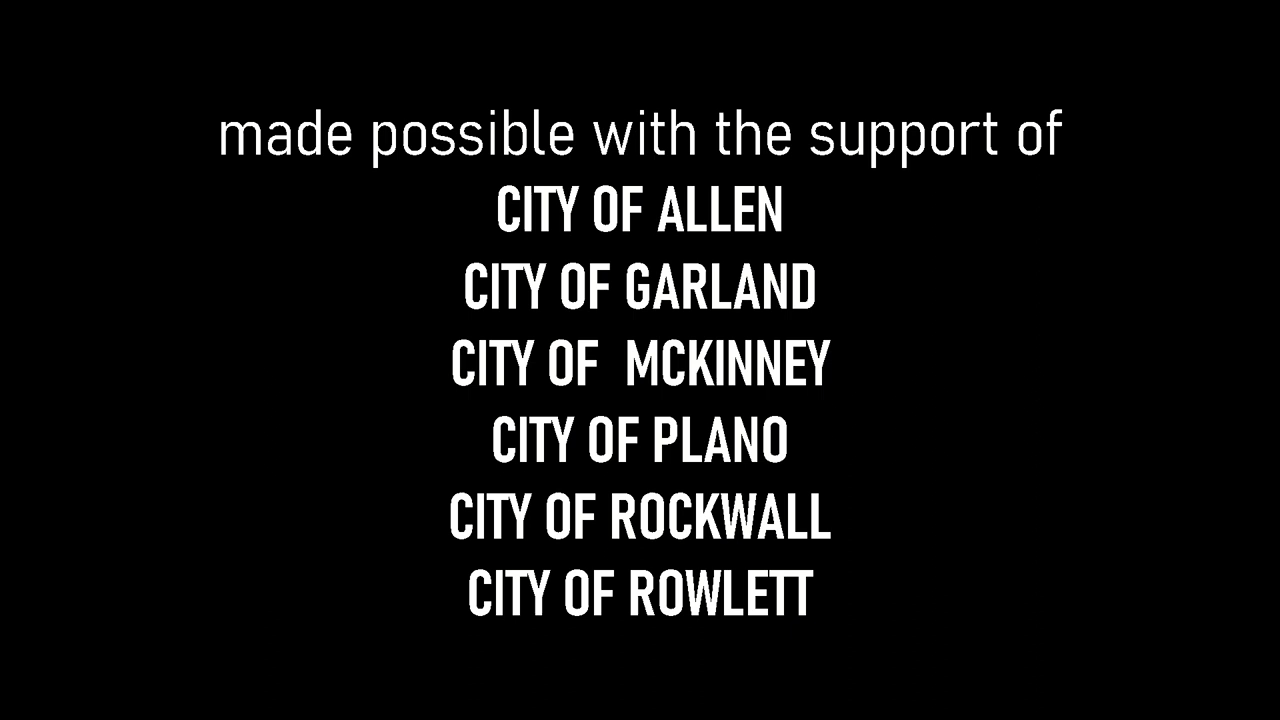 made possible with the support of
CITY OF ALLEN
CITY OF GARLAND
CITY OF  MCKINNEY
CITY OF PLANO
CITY OF ROCKWALL
CITY OF ROWLETT